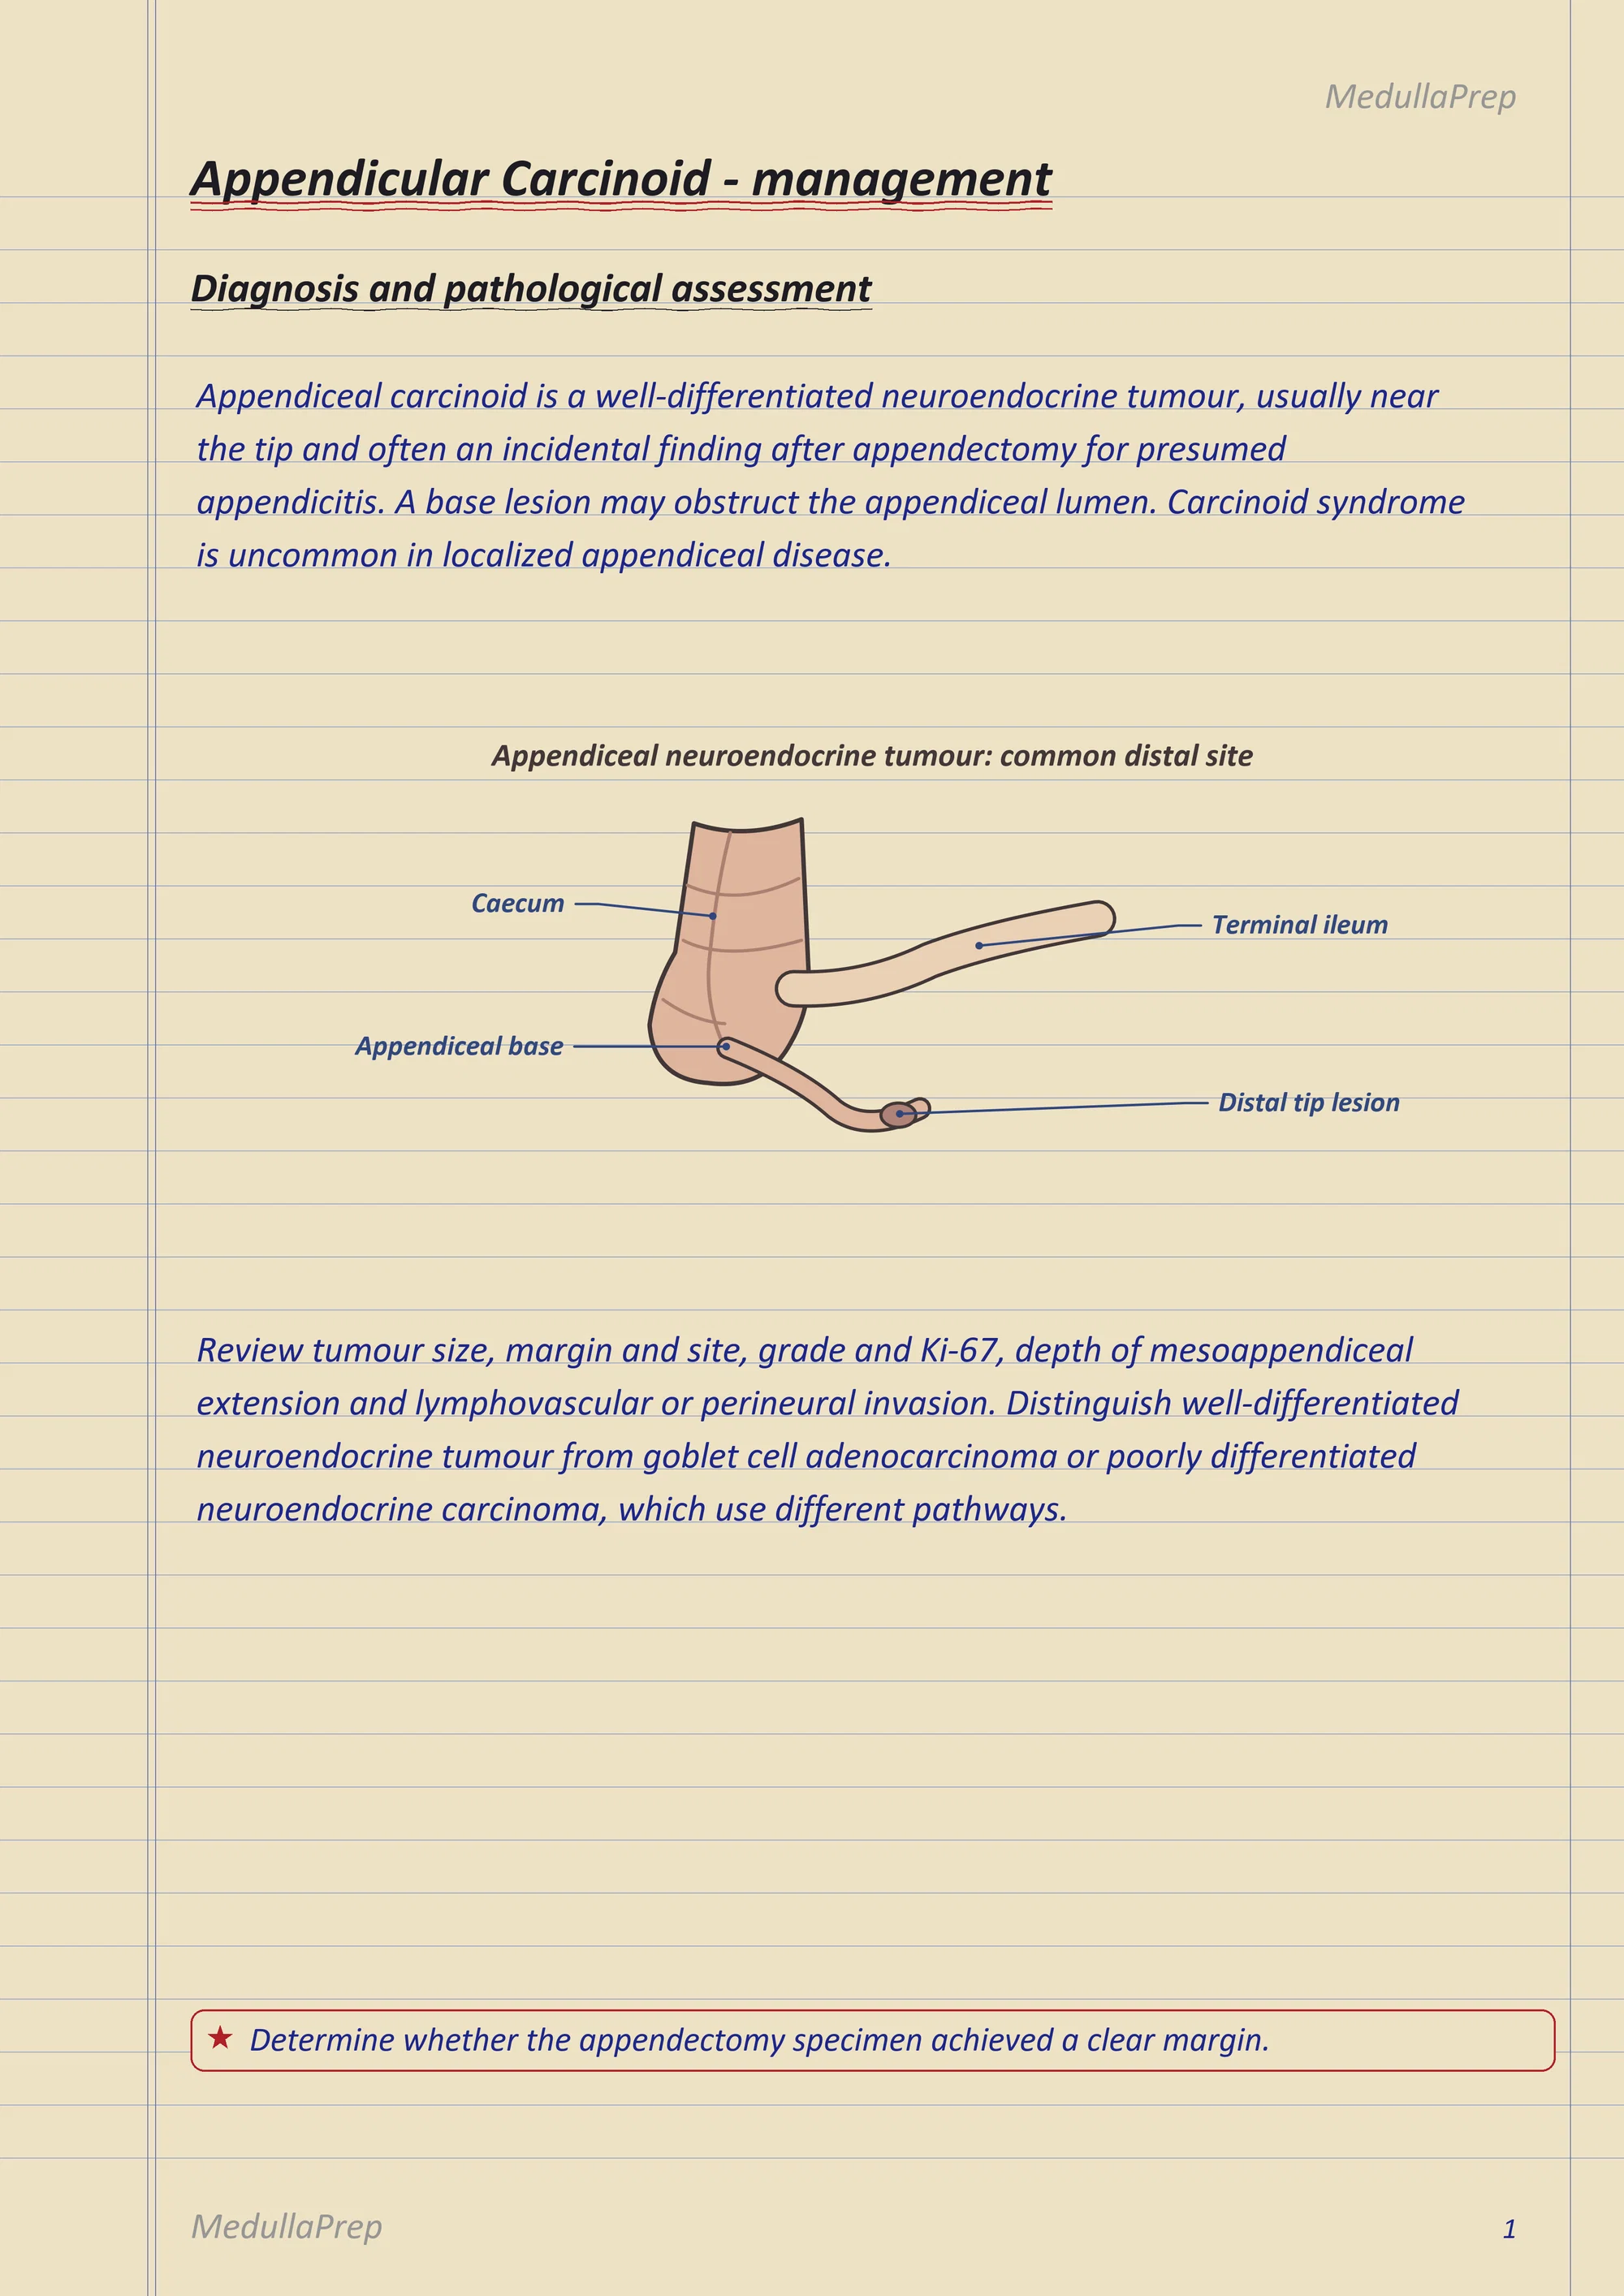 MedullaPrep
Appendicular Carcinoid - management
Diagnosis and pathological assessment
Appendiceal carcinoid is a well-differentiated neuroendocrine tumour, usually near
the tip and often an incidental finding after appendectomy for presumed
appendicitis. A base lesion may obstruct the appendiceal lumen. Carcinoid syndrome
is uncommon in localized appendiceal disease.
Appendiceal neuroendocrine tumour: common distal site
Caecum
Terminal ileum
Appendiceal base
Distal tip lesion
Review tumour size, margin and site, grade and Ki-67, depth of mesoappendiceal
extension and lymphovascular or perineural invasion. Distinguish well-differentiated
neuroendocrine tumour from goblet cell adenocarcinoma or poorly differentiated
neuroendocrine carcinoma, which use different pathways.
★ Determine whether the appendectomy specimen achieved a clear margin.
MedullaPrep
1